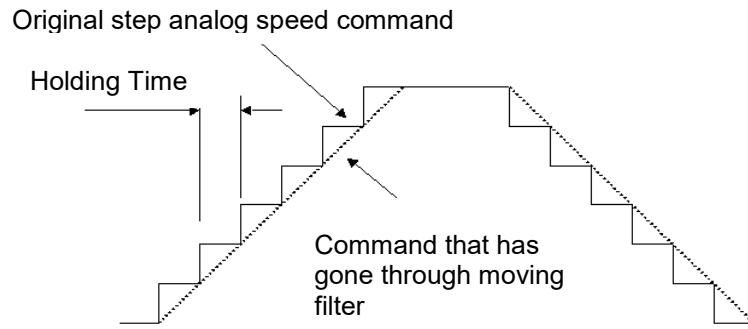 Original step analog speed command
Holding Time
Command that has
gone through moving
filter